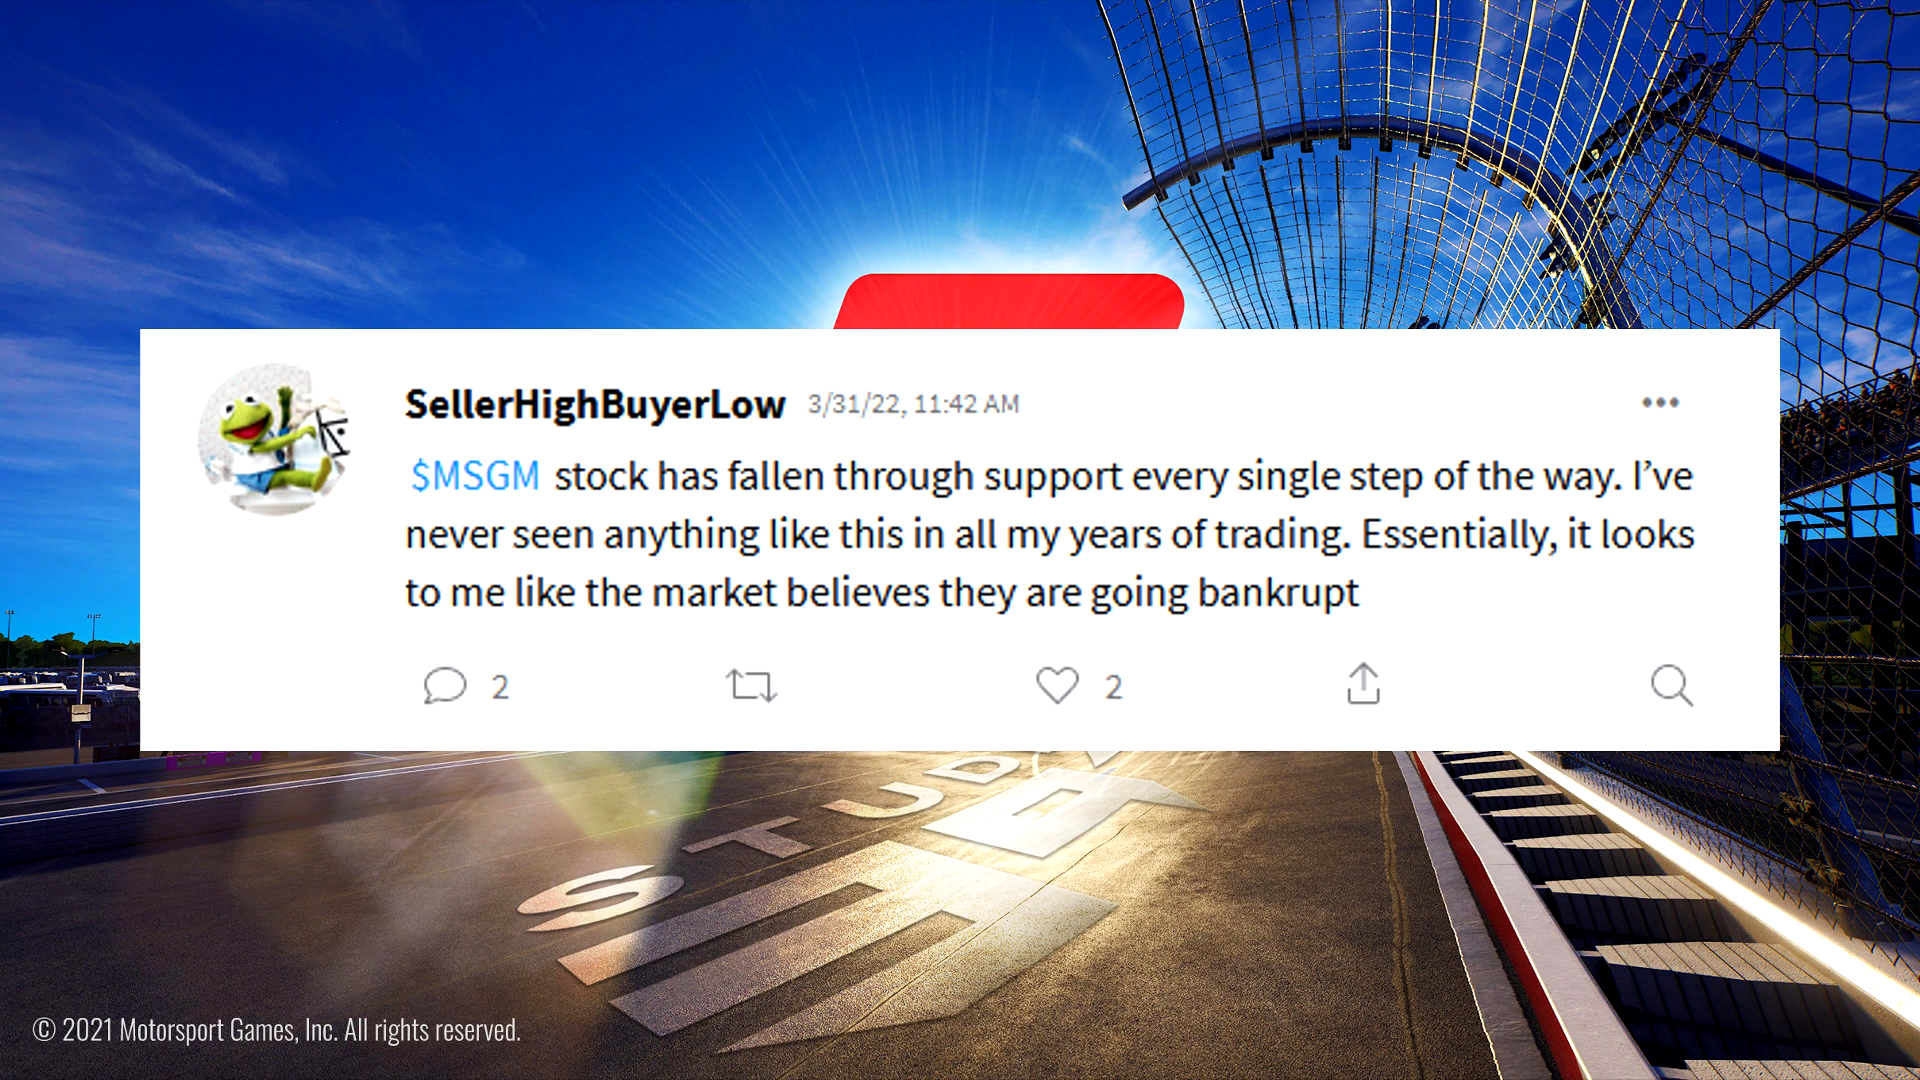 SellerHighBuyerLow 3/31/22, 11:42 AM
$MSGM stock has fallen through support every single step of the way. I’ve
never seen anything like this in all my years of trading. Essentially, it looks
to me like the market believes they are going bankrupt
2 2
STUD
© 2021 Motorsport Games, Inc. All rights reserved.